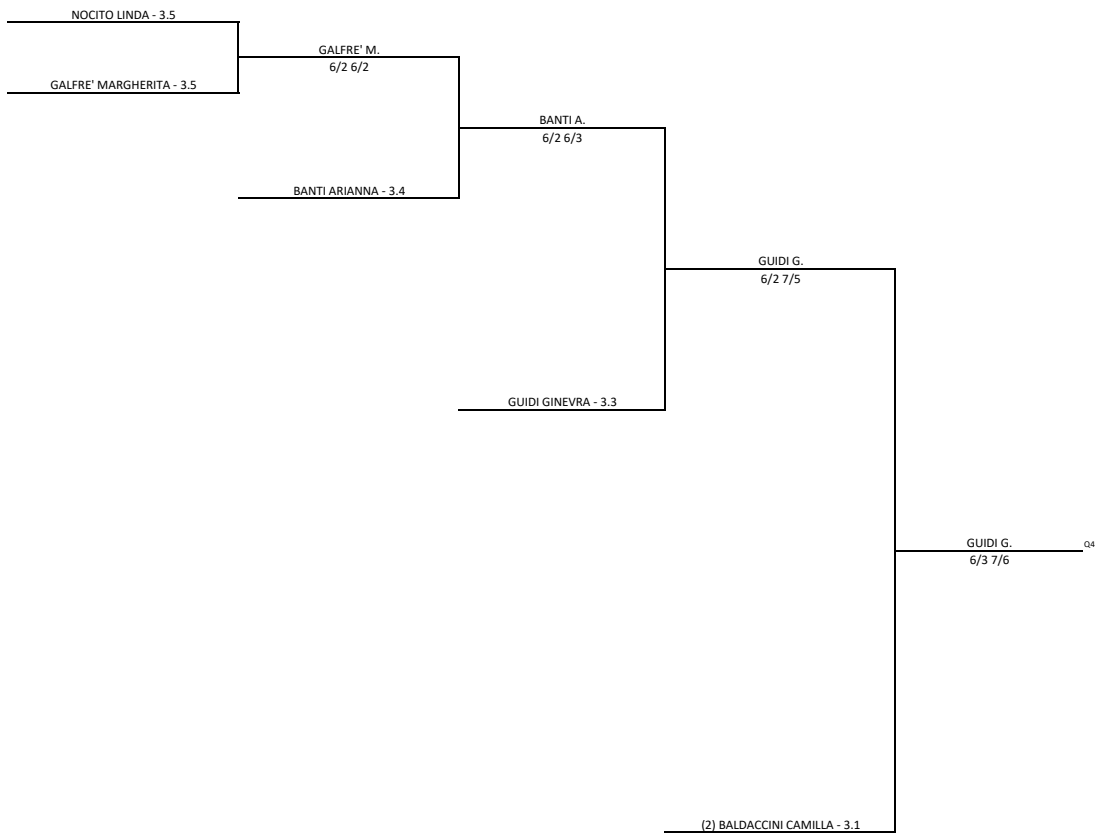 NOCITO LINDA - 3.5
GALFRE' M.
6/2 6/2
GALFRE' MARGHERITA - 3.5
BANTI A.
6/2 6/3
BANTI ARIANNA - 3.4
GUIDI G.
6/2 7/5
GUIDI GINEVRA - 3.3
GUIDI G.
Q4
6/3 7/6
(2) BALDACCINI CAMILLA - 3.1